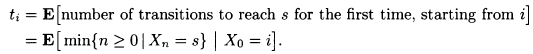 t_i = E[number of transitions to reach s for the first time, starting from i]
= E[ min{n ≥ 0 | X_n = s} | X_0 = i].